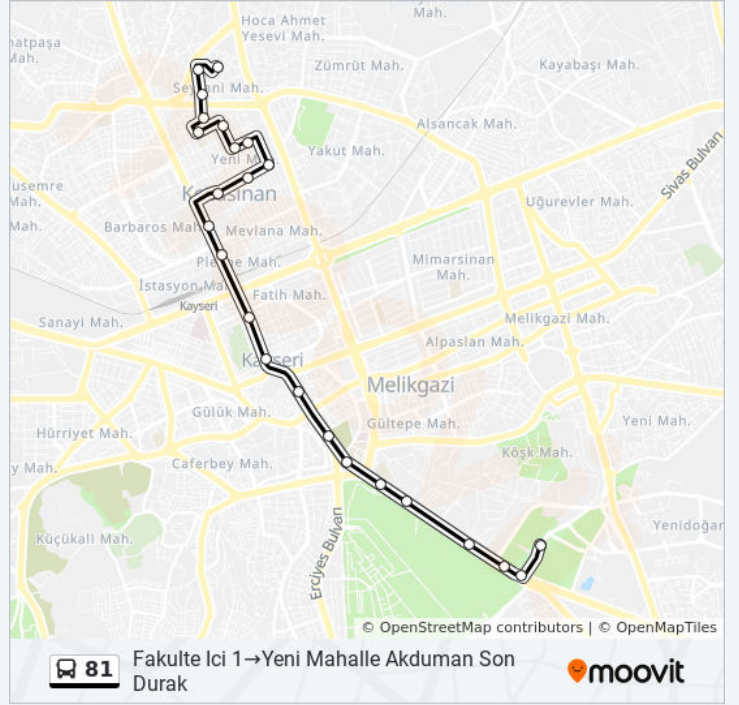 Hoca Ahmet
Yesevi Mah.
Mah.
hatpaşa
Mah.
Zümrüt Mah.
Kayabaşı Mah.
Alsancak Mah.
Yakut Mah.
Yeni M
usemre
Mah.
Mah.
Uğurevler Mah.
Sivas Bulvarı
Barbaros Mah.
Mevlana Mah.
Mimarsinan
Mah.
İstasyon Mah.
Fatih Mah.
Kayseri
Sanayi Mah.
Melikgazi Mah.
Alpaslan Mah.
Kayseri
Melikgazi
Gülük Mah.
Gültepe Mah.
Yeni Mah.
Hürriyet Mah.
Köşk Mah.
y Mah.
Caferbey Mah.
Küçükali Mah.
Erciyes Bulvarı
Yenidoğan
© OpenStreetMap contributors | © OpenMapTiles
81
Fakulte Ici 1→Yeni Mahalle Akduman Son
Durak
moovit